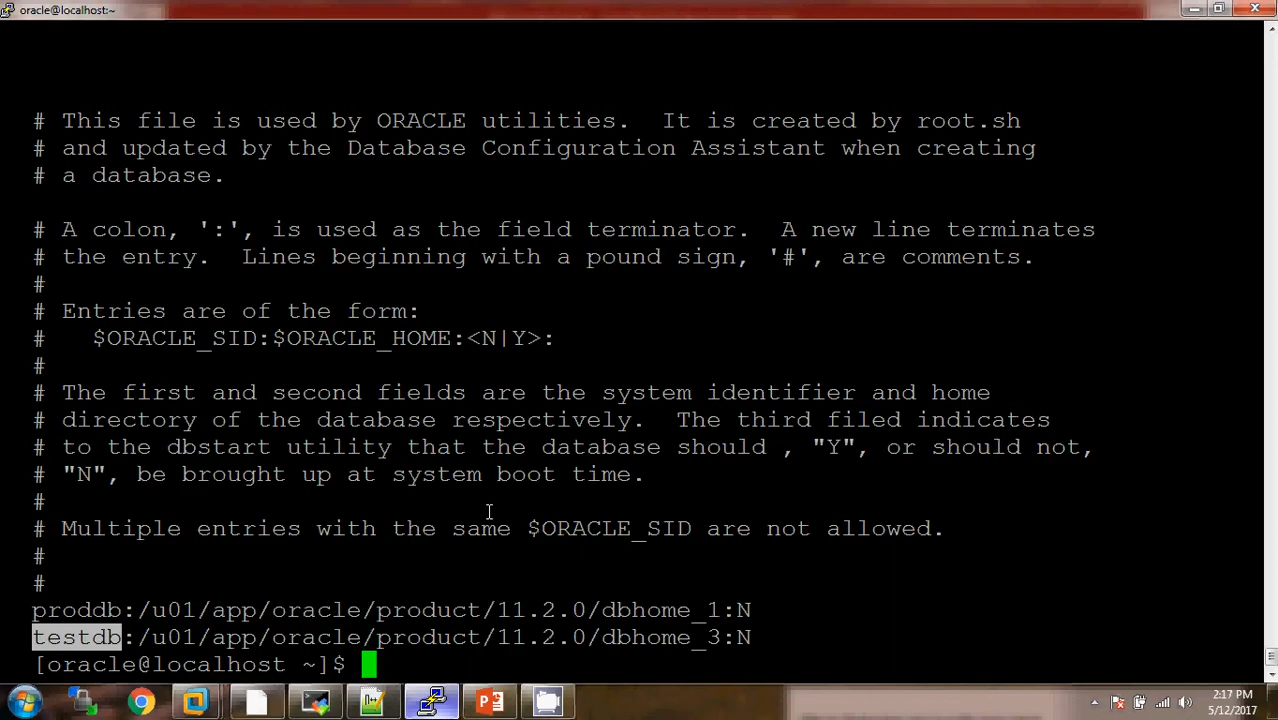 oracle@localhost:~
# This file is used by ORACLE utilities.  It is created by root.sh
# and updated by the Database Configuration Assistant when creating
# a database.
# A colon, ':', is used as the field terminator.  A new line terminates
# the entry.  Lines beginning with a pound sign, '#', are comments.
#
# Entries are of the form:
#   $ORACLE_SID:$ORACLE_HOME:<N|Y>:
#
# The first and second fields are the system identifier and home
# directory of the database respectively.  The third filed indicates
# to the dbstart utility that the database should , "Y", or should not,
# "N", be brought up at system boot time.
#
# Multiple entries with the same $ORACLE_SID are not allowed.
#
#
proddb:/u01/app/oracle/product/11.2.0/dbhome_1:N
testdb:/u01/app/oracle/product/11.2.0/dbhome_3:N
[oracle@localhost ~]$
2:17 PM
5/12/2017